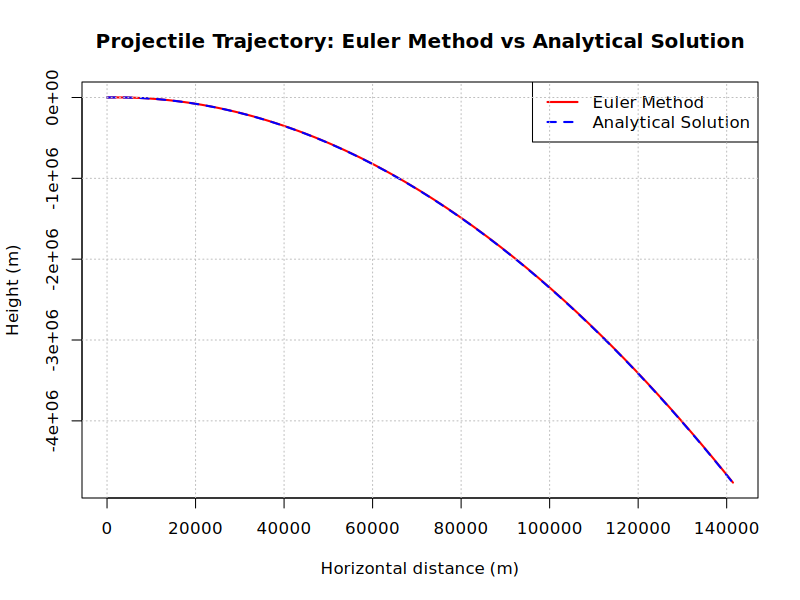 Projectile Trajectory: Euler Method vs Analytical Solution
Euler Method
Analytical Solution
Height (m)
0e+00
-1e+06
-2e+06
-3e+06
-4e+06
0 20000 40000 60000 80000 100000 120000 140000
Horizontal distance (m)